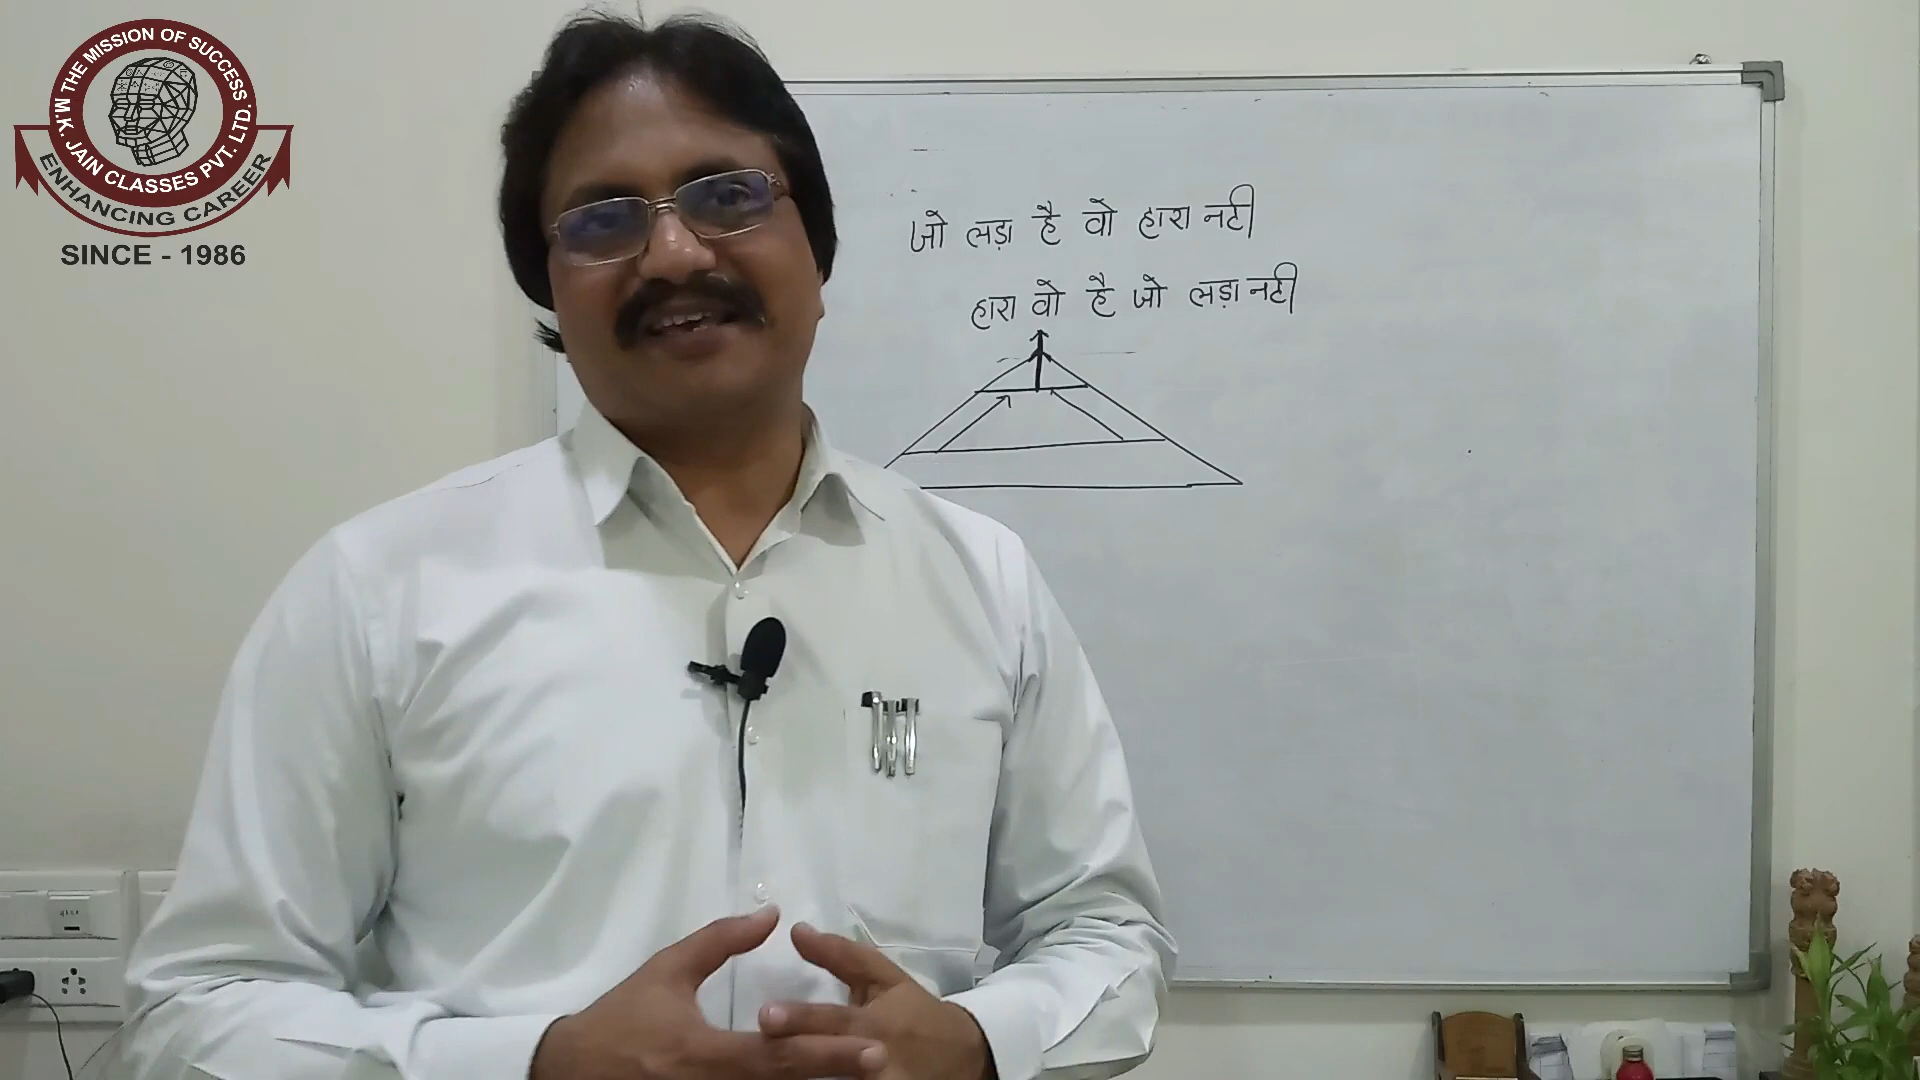 THE MISSION OF SUCCESS
M.K. JAIN CLASSES PVT. LTD.
ENHANCING CAREER
SINCE - 1986
जो लड़ा है वो हारा नही
हारा वो है जो लड़ा नही